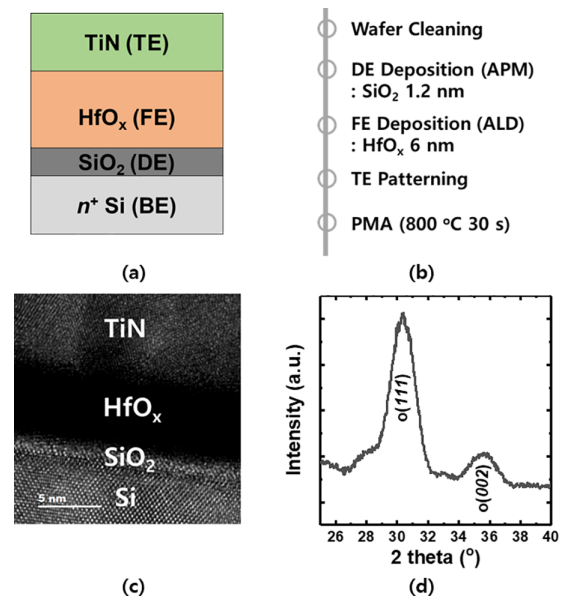 TiN (TE)
HfOx (FE)
SiO2 (DE)
n+ Si (BE)
(a)
Wafer Cleaning
DE Deposition (APM)
: SiO2 1.2 nm
FE Deposition (ALD)
: HfOx 6 nm
TE Patterning
PMA (800 ℃ 30 s)
(b)
TiN
HfOx
SiO2
5 nm
Si
(c)
Intensity (a.u.)
o(111)
o(002)
26 28 30 32 34 36 38 40
2 theta (o)
(d)